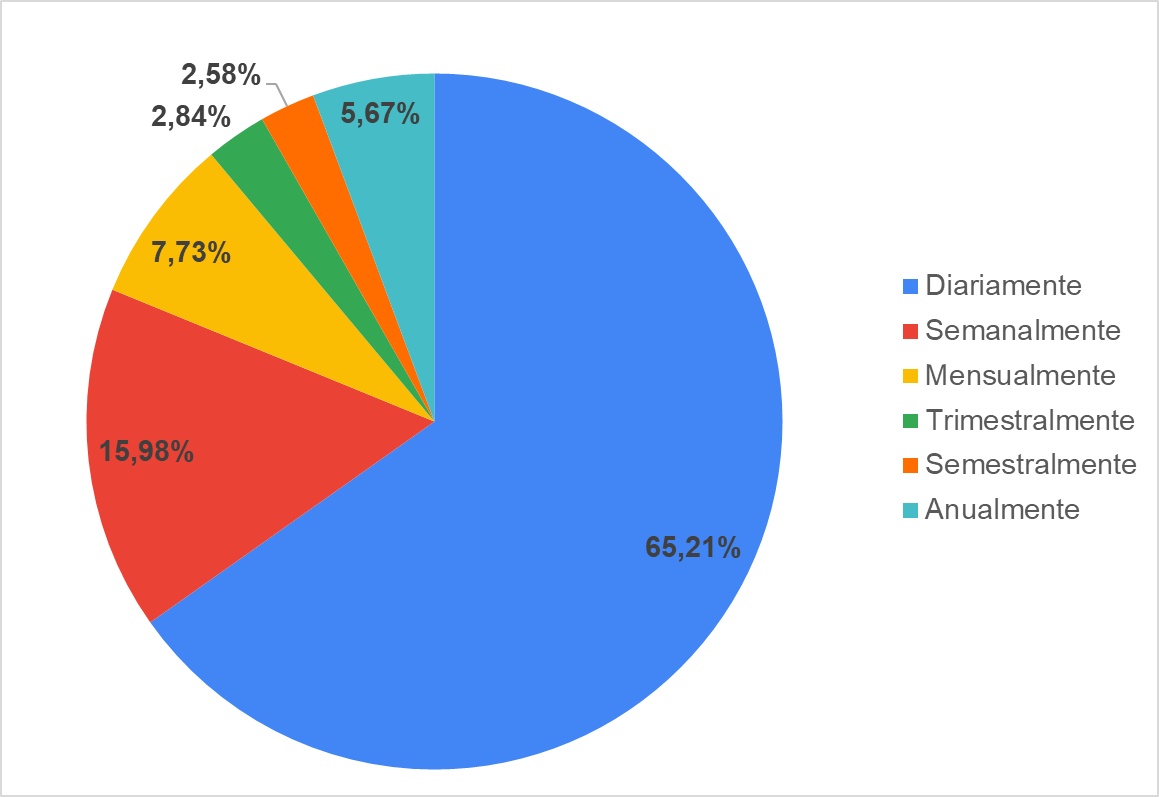 2,58%
2,84%
5,67%
7,73%
15,98%
65,21%
Diariamente
Semanalmente
Mensualmente
Trimestralmente
Semestralmente
Anualmente